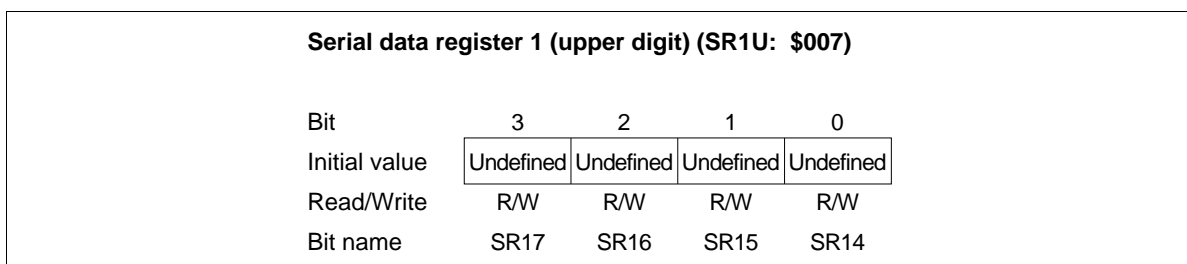 Serial data register 1 (upper digit) (SR1U: $007)
Bit 3 2 1 0
Initial value Undefined Undefined Undefined Undefined
Read/Write R/W R/W R/W R/W
Bit name SR17 SR16 SR15 SR14